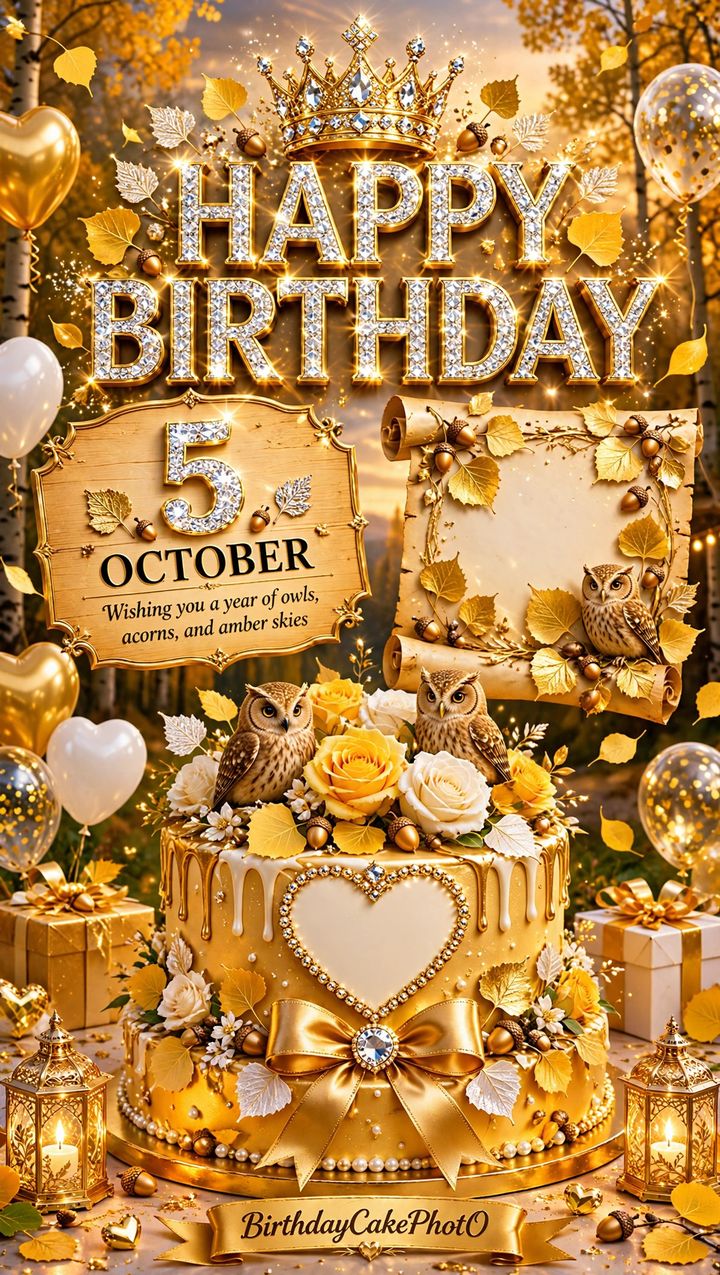 HAPPY
BIRTHDAY
5
OCTOBER
Wishing you a year of owls,
acorns, and amber skies
BirthdayCakePhotO